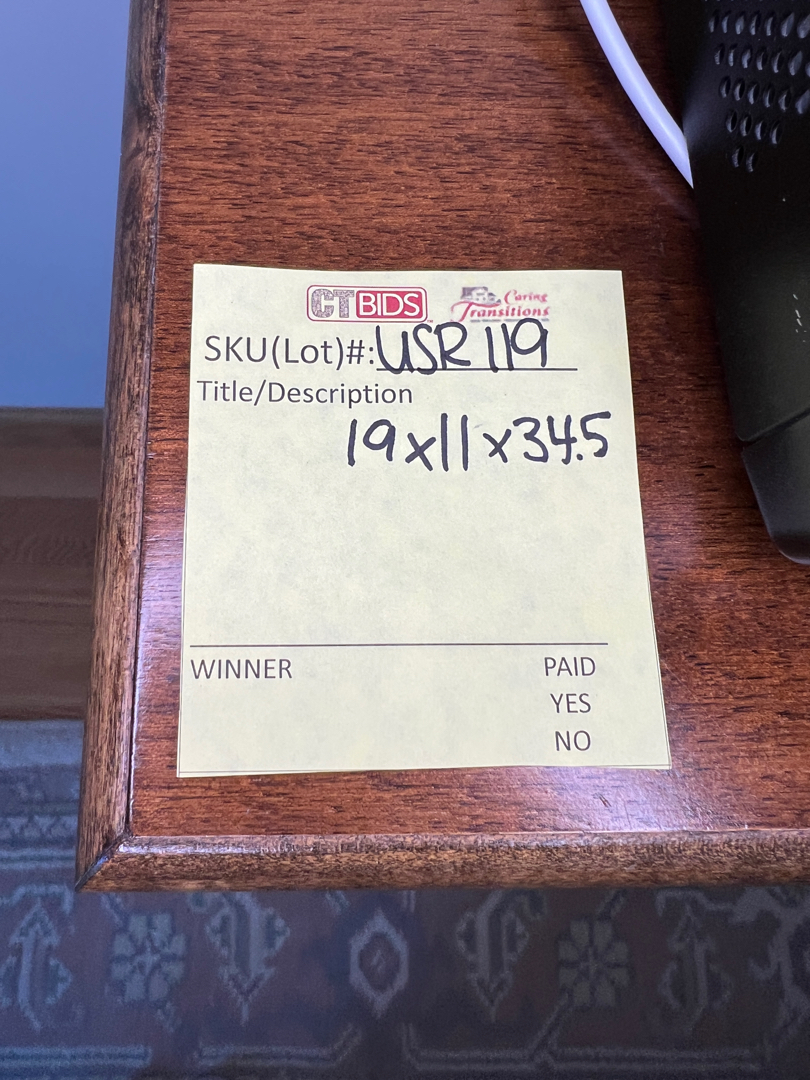 CTBIDS Caring
Transitions
SKU(Lot)#: USR119
Title/Description
19x11x34.5
WINNER PAID
YES
NO